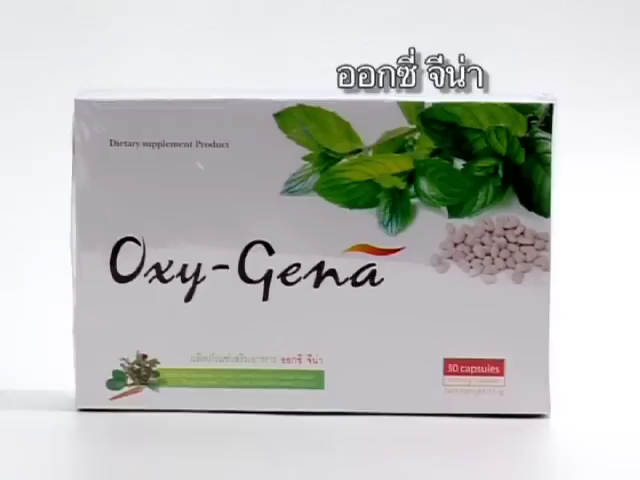 ออกซี่ จีน่า
Dietary supplement Product
Oxy-Gena
ผลิตภัณฑ์เสริมอาหาร ออกซี จีน่า
30 capsules